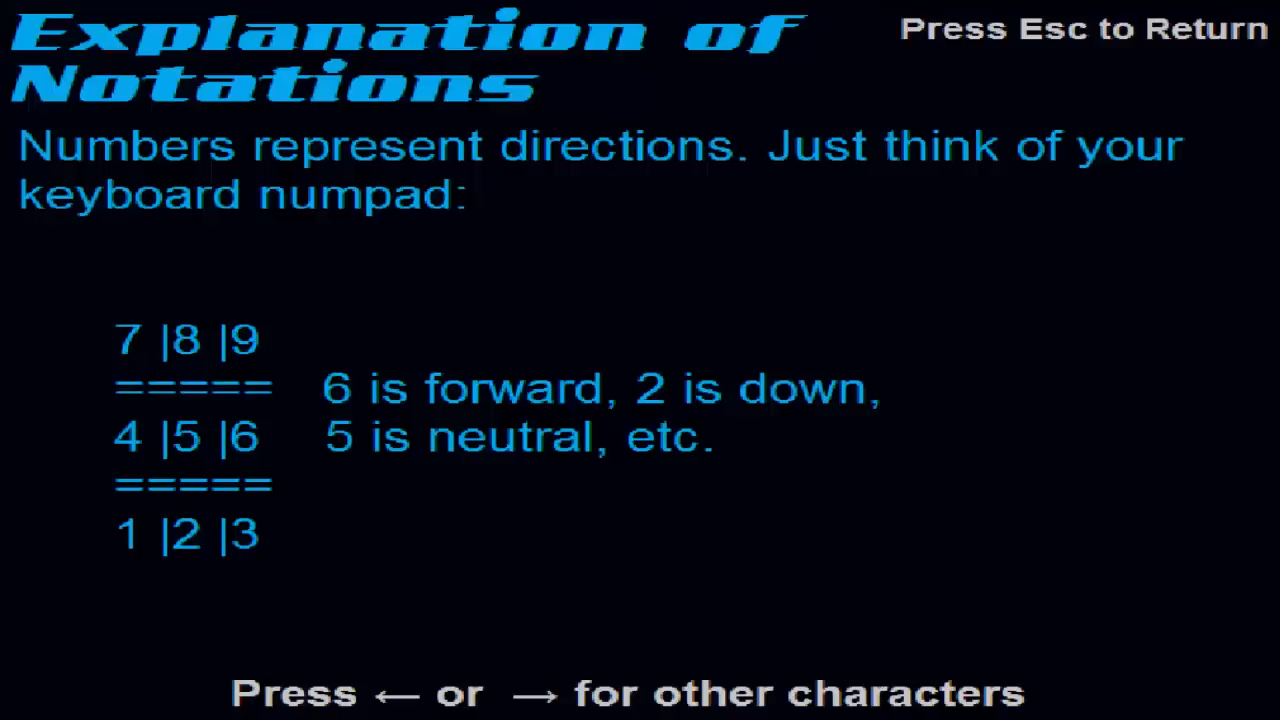 Explanation of
Notations
Press Esc to Return
Numbers represent directions. Just think of your
keyboard numpad:
7 |8 |9
=====
6 is forward, 2 is down,
4 |5 |6
5 is neutral, etc.
=====
1 |2 |3
Press ← or → for other characters